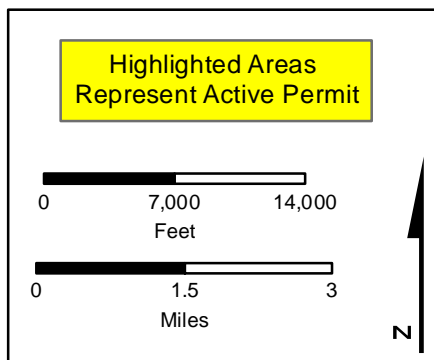 Highlighted Areas
Represent Active Permit
0 7,000 14,000
Feet
0 1.5 3
Miles
N